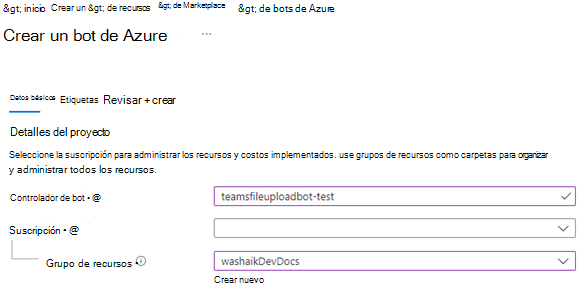 &gt; inicio Crear un &gt; de recursos &gt; de Marketplace &gt; de bots de Azure
Crear un bot de Azure ...
Datos básicos Etiquetas Revisar + crear
Detalles del proyecto
Seleccione la suscripción para administrar los recursos y costos implementados. use grupos de recursos como carpetas para organizar
y administrar todos los recursos.
Controlador de bot • @ teamsfileuploadbot-test
Suscripción • @
Grupo de recursos • washaikDevDocs
Crear nuevo